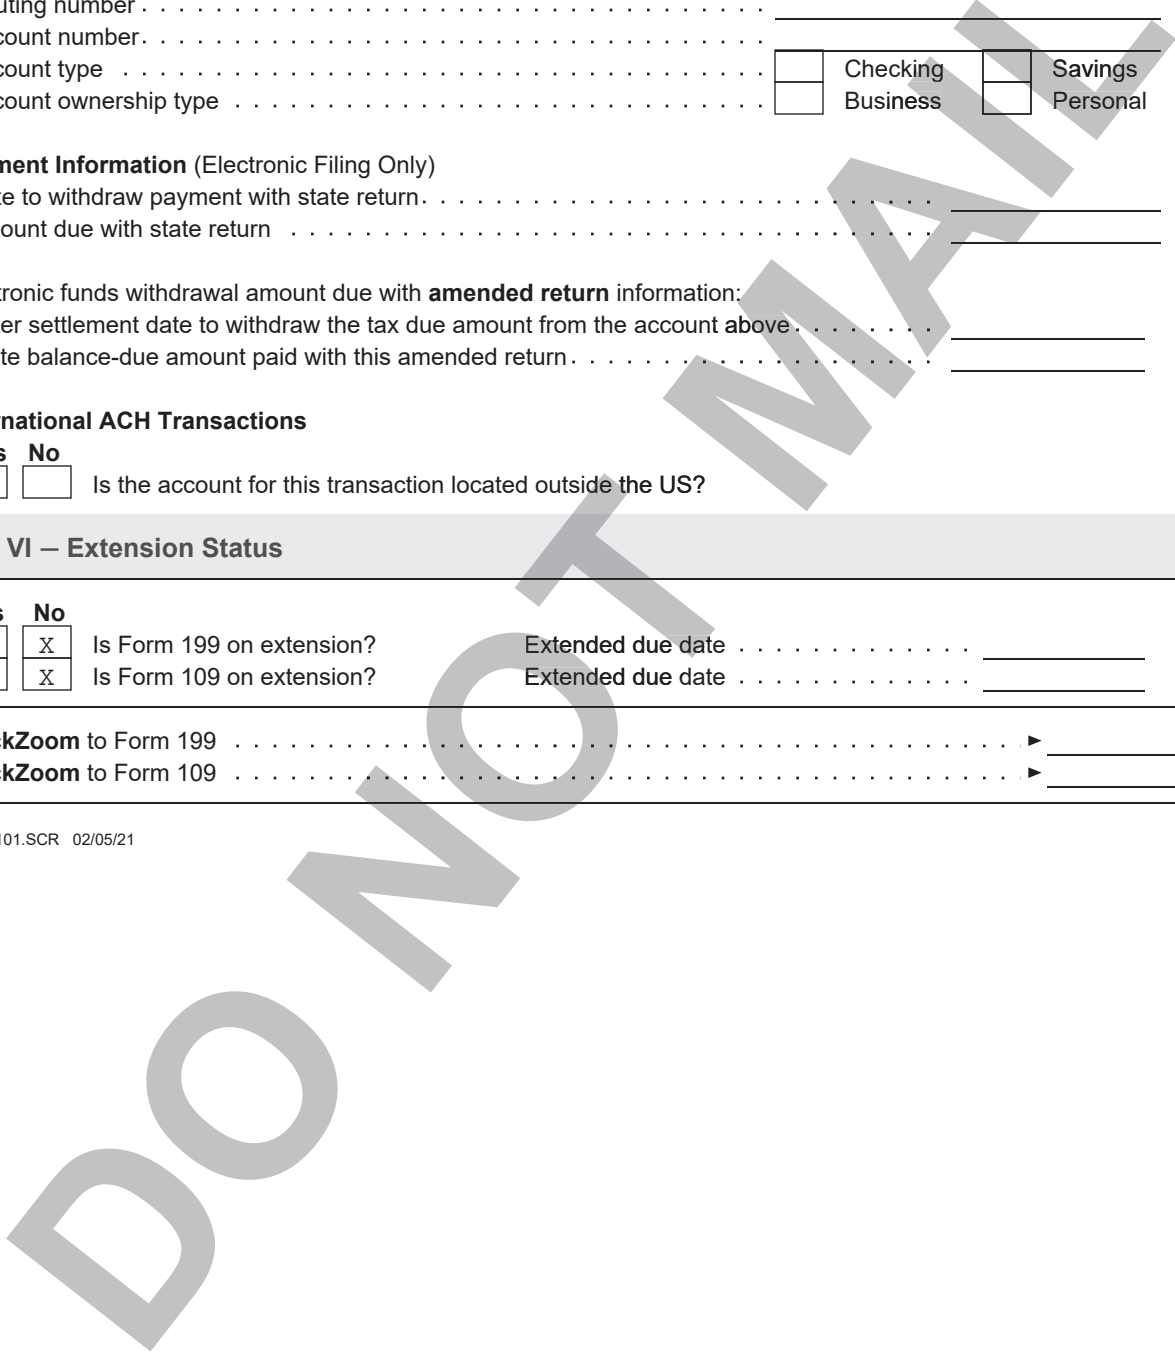 uting number . . . . . . . . . . . . . . . . . . . . . . . . . . . . . . . . . . .
count number . . . . . . . . . . . . . . . . . . . . . . . . . . . . . . . . . . .
count type . . . . . . . . . . . . . . . . . . . . . . . . . . . . . . . . . . . . Checking Savings
count ownership type . . . . . . . . . . . . . . . . . . . . . . . . . . . . . . Business Personal
ment Information (Electronic Filing Only)
te to withdraw payment with state return . . . . . . . . . . . . . . . . . . . . . . . . . . . .
ount due with state return . . . . . . . . . . . . . . . . . . . . . . . . . . . . . . . . . . .
tronic funds withdrawal amount due with amended return information:
ter settlement date to withdraw the tax due amount from the account above . . . . . . . .
te balance-due amount paid with this amended return . . . . . . . . . . . . . . . . . . . .
rnational ACH Transactions
s No
Is the account for this transaction located outside the US?
VI — Extension Status
s No
X Is Form 199 on extension? Extended due date . . . . . . . . . . . . .
X Is Form 109 on extension? Extended due date . . . . . . . . . . . . .
ckZoom to Form 199 . . . . . . . . . . . . . . . . . . . . . . . . . . . . . . . . . . . . . . . . . . ►
ckZoom to Form 109 . . . . . . . . . . . . . . . . . . . . . . . . . . . . . . . . . . . . . . . . . . ►
101.SCR 02/05/21
DO NOT MAIL